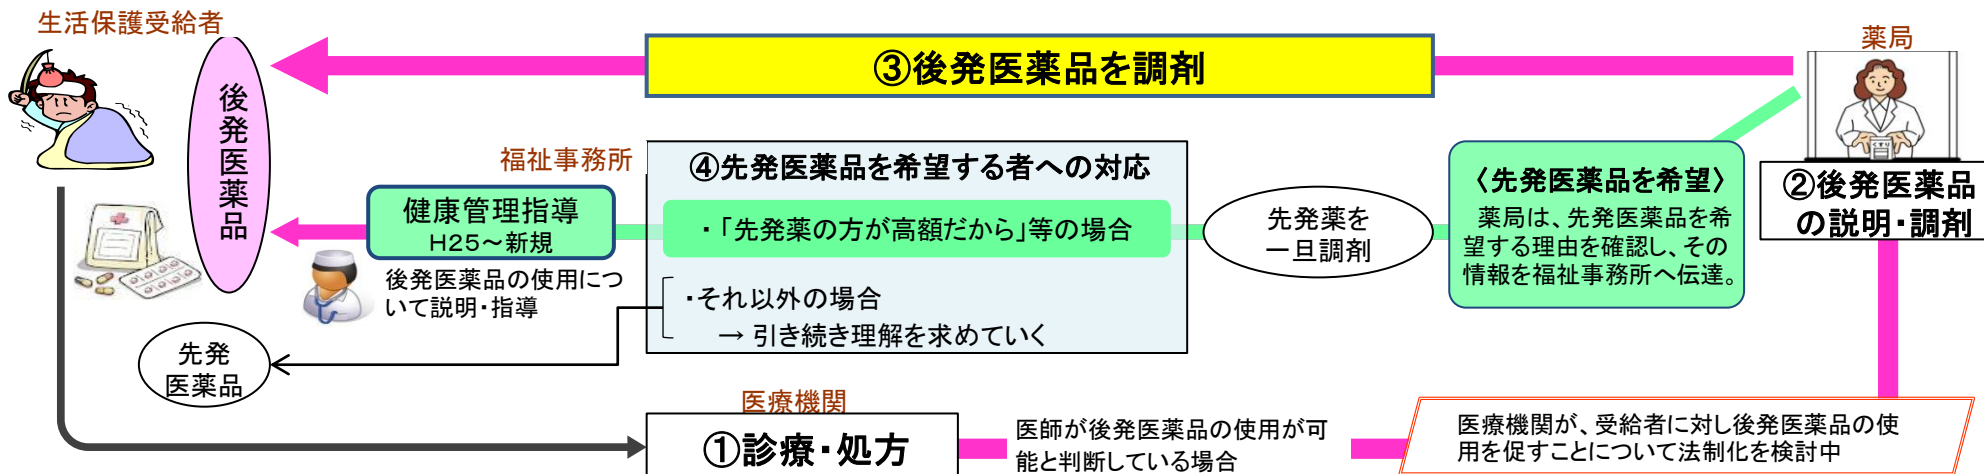 生活保護受給者
後発医薬品
③後発医薬品を調剤
薬局
くすり
福祉事務所
④先発医薬品を希望する者への対応
・「先発薬の方が高額だから」等の場合
・それ以外の場合
→ 引き続き理解を求めていく
健康管理指導
H25～新規
後発医薬品の使用につ
いて説明・指導
先発薬を
一旦調剤
〈先発医薬品を希望〉
薬局は、先発医薬品を希
望する理由を確認し、その
情報を福祉事務所へ伝達。
②後発医薬品
の説明・調剤
先発
医薬品
医療機関
①診療・処方
医師が後発医薬品の使用が可
能と判断している場合
医療機関が、受給者に対し後発医薬品の使
用を促すことについて法制化を検討中